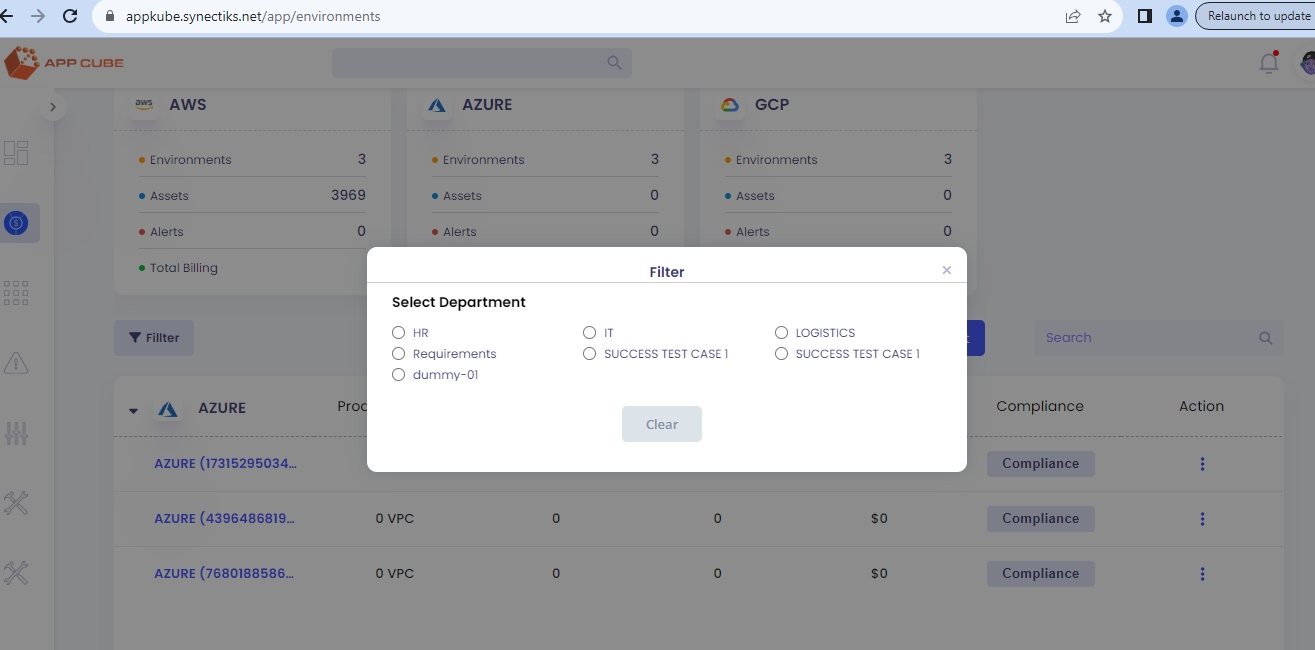 appkube.synectiks.net/app/environments
Relaunch to update
APP CUBE
aws AWS
AZURE
GCP
Environments 3
Environments 3
Environments 3
Assets 3969
Assets 0
Assets 0
Alerts 0
Alerts 0
Alerts 0
Total Billing
Filter
Select Department
HR
IT
LOGISTICS
Requirements
SUCCESS TEST CASE 1
SUCCESS TEST CASE 1
dummy-01
Clear
Fillter
Search
AZURE Compliance Action
AZURE (17315295034... Compliance
AZURE (4396486819... 0 VPC 0 0 $0 Compliance
AZURE (7680188586... 0 VPC 0 0 $0 Compliance